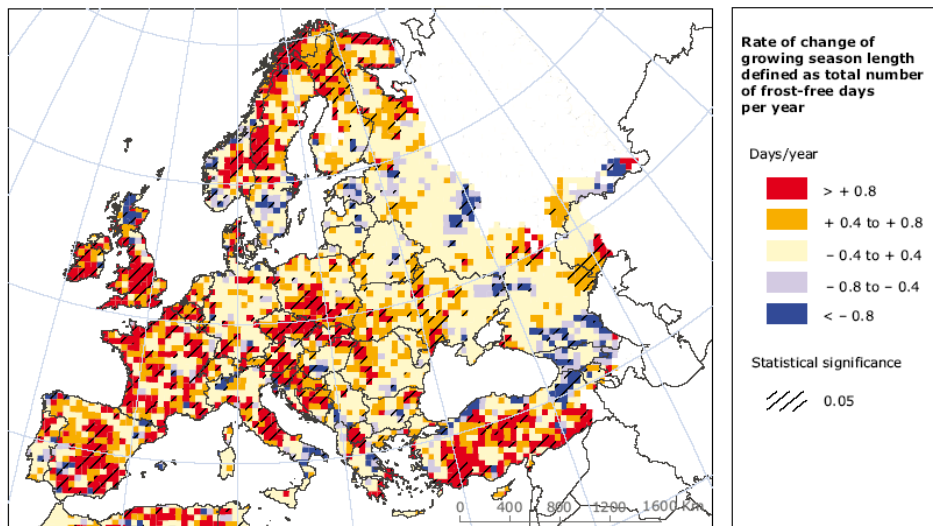 Rate of change of
growing season length
defined as total number
of frost-free days
per year
Days/year
> + 0.8
+ 0.4 to + 0.8
− 0.4 to + 0.4
− 0.8 to − 0.4
< − 0.8
Statistical significance
0.05
0 400 800 1200 1600 Km